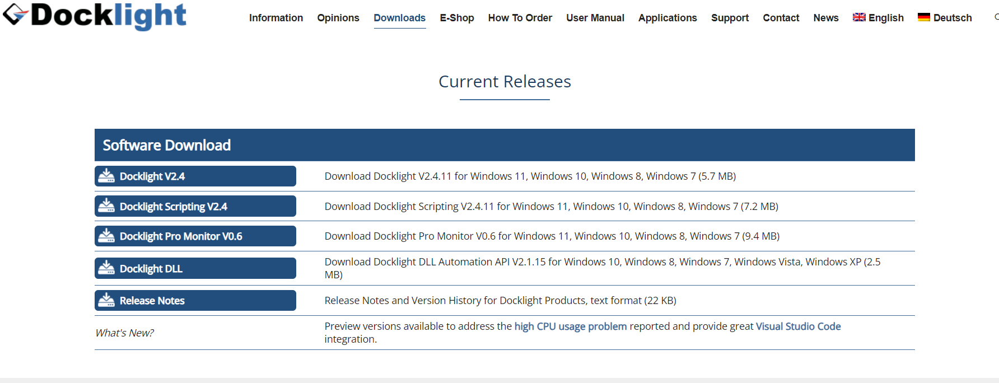 Docklight
Information Opinions Downloads E-Shop How To Order User Manual Applications Support Contact News English Deutsch
Current Releases
Software Download
Docklight V2.4
Download Docklight V2.4.11 for Windows 11, Windows 10, Windows 8, Windows 7 (5.7 MB)
Docklight Scripting V2.4
Download Docklight Scripting V2.4.11 for Windows 11, Windows 10, Windows 8, Windows 7 (7.2 MB)
Docklight Pro Monitor V0.6
Download Docklight Pro Monitor V0.6 for Windows 11, Windows 10, Windows 8, Windows 7 (9.4 MB)
Docklight DLL
Download Docklight DLL Automation API V2.1.15 for Windows 10, Windows 8, Windows 7, Windows Vista, Windows XP (2.5
MB)
Release Notes
Release Notes and Version History for Docklight Products, text format (22 KB)
What's New?
Preview versions available to address the high CPU usage problem reported and provide great Visual Studio Code
integration.